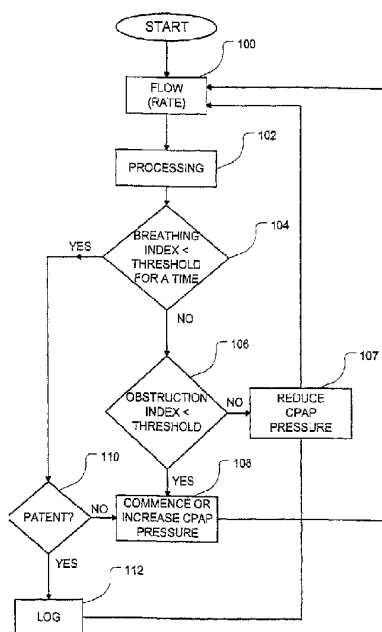 START
100
FLOW
(RATE)
102
PROCESSING
YES
BREATHING
INDEX <
THRESHOLD
FOR A TIME
104
NO
106
107
OBSTRUCTION
INDEX <
THRESHOLD
NO
REDUCE
CPAP
PRESSURE
110
YES
108
PATENT?
NO
COMMENCE OR
INCREASE CPAP
PRESSURE
YES
112
LOG